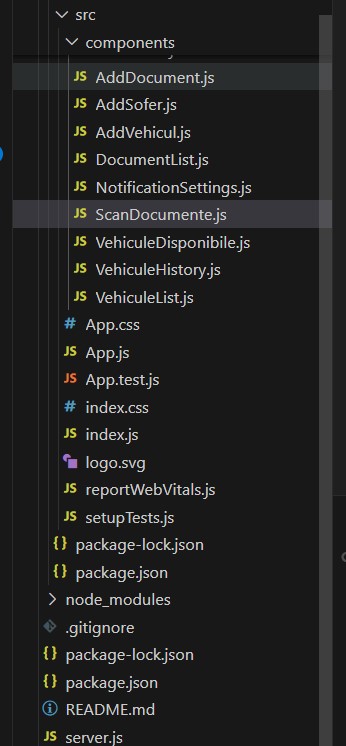 src
components
JS AddDocument.js
JS AddSofer.js
JS AddVehicul.js
JS DocumentList.js
JS NotificationSettings.js
JS ScanDocumente.js
JS VehiculeDisponibile.js
JS VehiculeHistory.js
JS VehiculeList.js
# App.css
JS App.js
JS App.test.js
# index.css
JS index.js
logo.svg
JS reportWebVitals.js
JS setupTests.js
{} package-lock.json
{} package.json
node_modules
.gitignore
{} package-lock.json
{} package.json
README.md
JS server.js